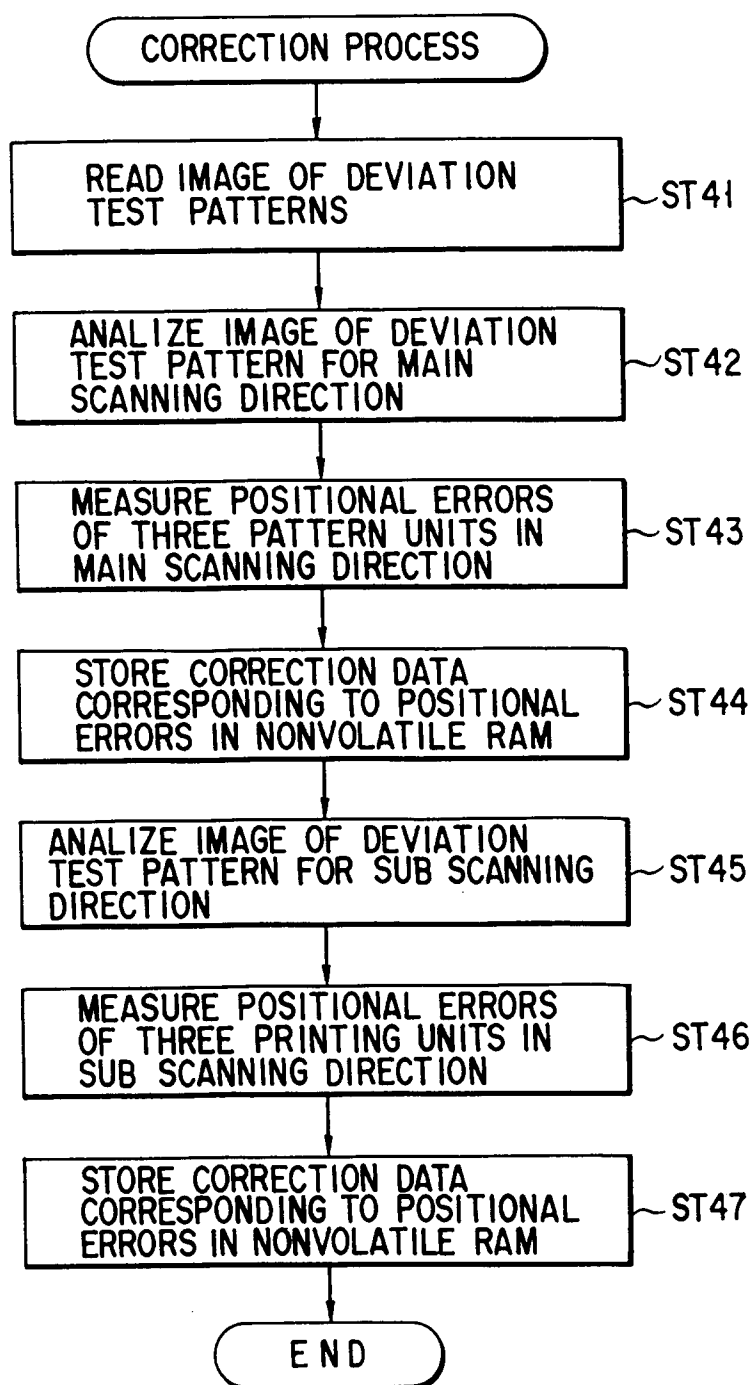 CORRECTION PROCESS
READ IMAGE OF DEVIATION
TEST PATTERNS
ST41
ANALIZE IMAGE OF DEVIATION
TEST PATTERN FOR MAIN
SCANNING DIRECTION
ST42
MEASURE POSITIONAL ERRORS
OF THREE PATTERN UNITS IN
MAIN SCANNING DIRECTION
ST43
STORE CORRECTION DATA
CORRESPONDING TO POSITIONAL
ERRORS IN NONVOLATILE RAM
ST44
ANALIZE IMAGE OF DEVIATION
TEST PATTERN FOR SUB SCANNING
DIRECTION
ST45
MEASURE POSITIONAL ERRORS
OF THREE PRINTING UNITS IN
SUB SCANNING DIRECTION
ST46
STORE CORRECTION DATA
CORRESPONDING TO POSITIONAL
ERRORS IN NONVOLATILE RAM
ST47
END